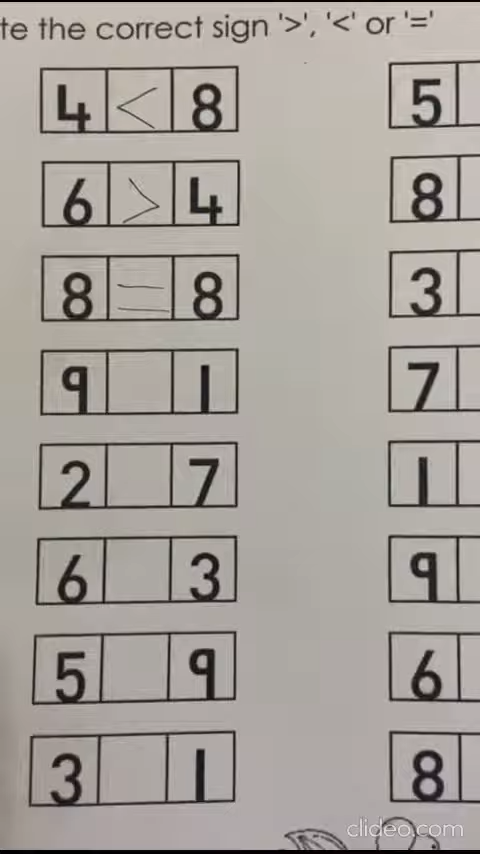 te the correct sign '>', '<' or '='
4 < 8 5
6 > 4 8
8 = 8 3
9 1 7
2 7 1
6 3 9
5 9 6
3 1 8
clideo.com